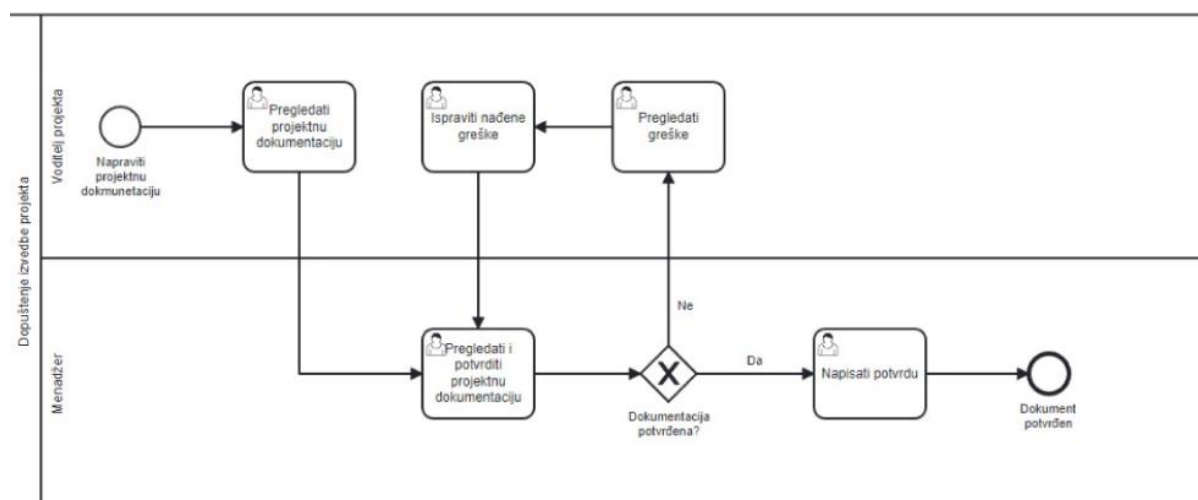 Dopuštenje izvedbe projekta
Voditelj projekta
Napraviti
projektnu
dokmunetaciju
Pregledati
projektnu
dokumentaciju
Ispraviti nađene
greške
Pregledati
greške
Ne
Menadžer
Pregledati i
potvrditi
projektnu
dokumentaciju
X
Dokumentacija
potvrđena?
Da
Napisati potvrdu
Dokument
potvrđen